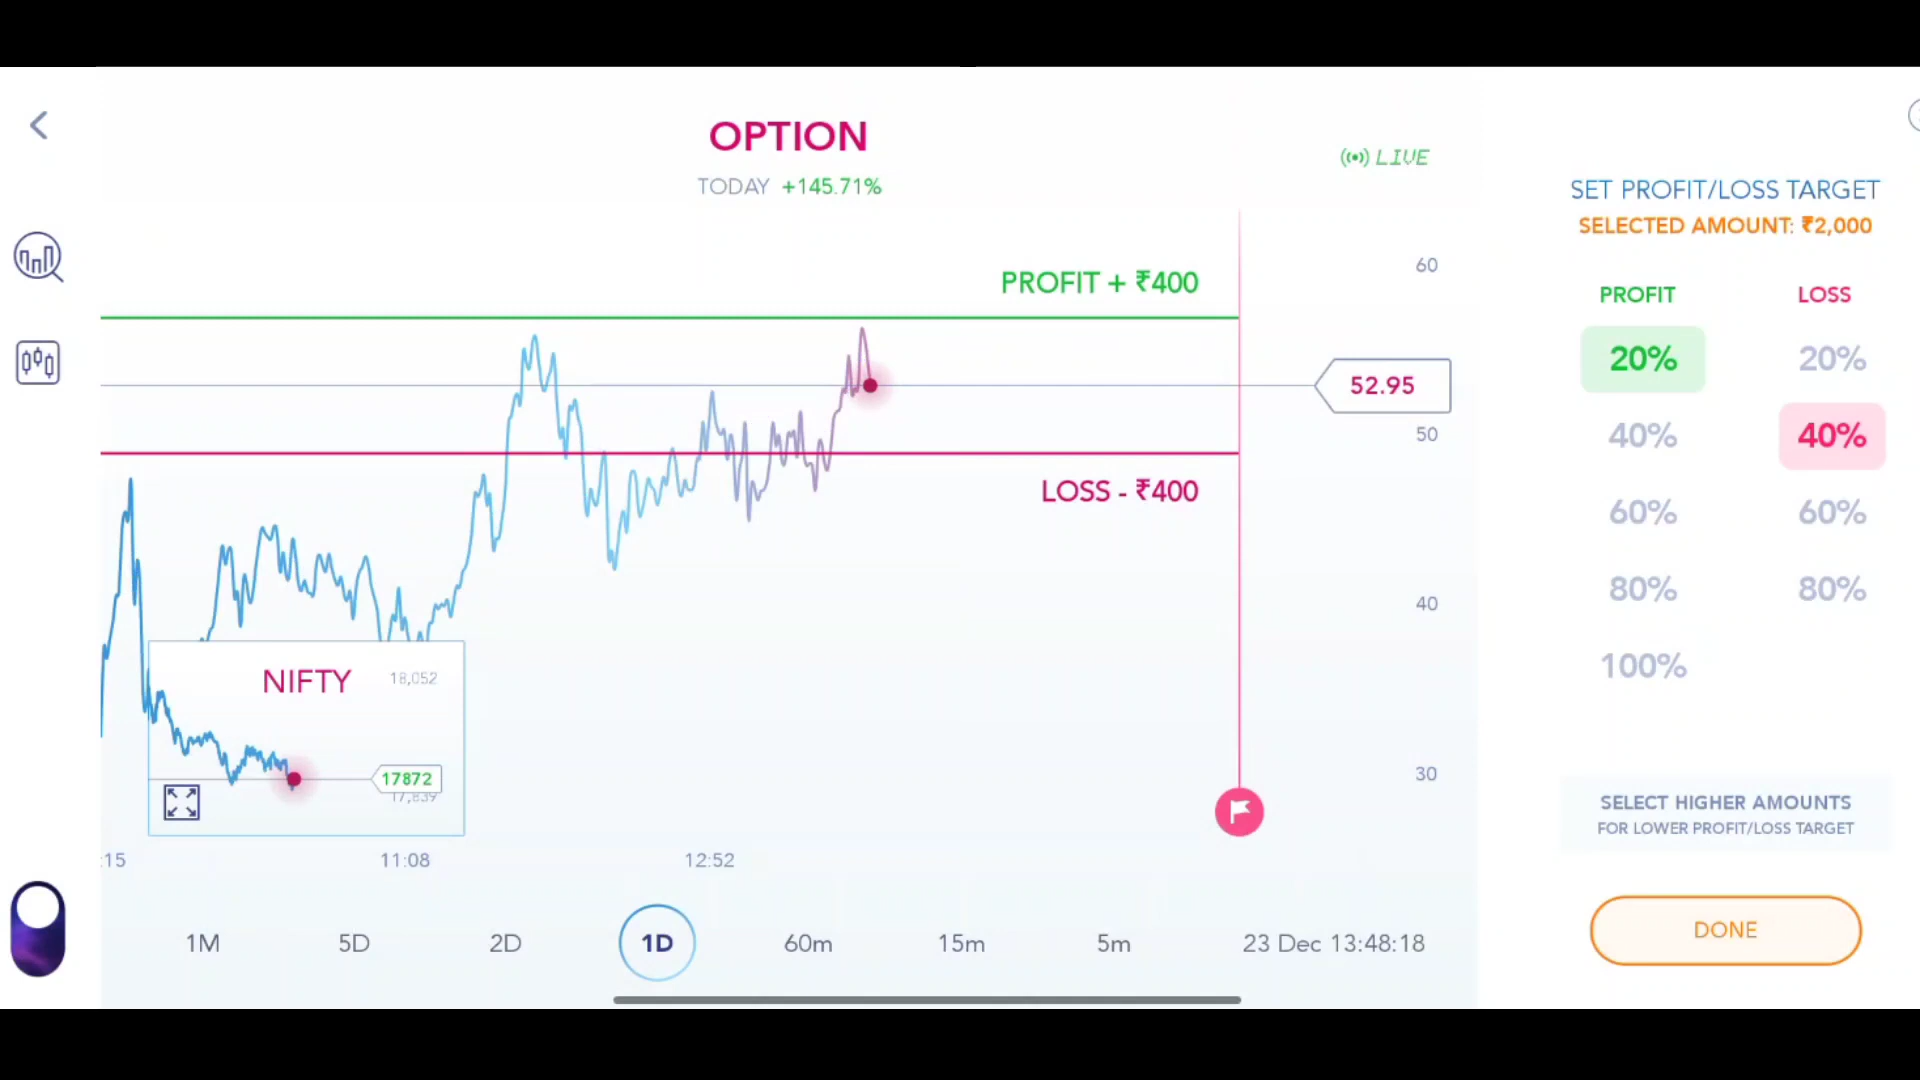 OPTION
TODAY +145.71%
LIVE
SET PROFIT/LOSS TARGET
SELECTED AMOUNT: ₹2,000
PROFIT LOSS
20% 20%
40% 40%
60% 60%
80% 80%
100%
SELECT HIGHER AMOUNTS
FOR LOWER PROFIT/LOSS TARGET
DONE
PROFIT + ₹400
LOSS - ₹400
60
52.95
50
40
30
NIFTY
18,052
17872
17,839
:15 11:08 12:52
1M 5D 2D 1D 60m 15m 5m 23 Dec 13:48:18